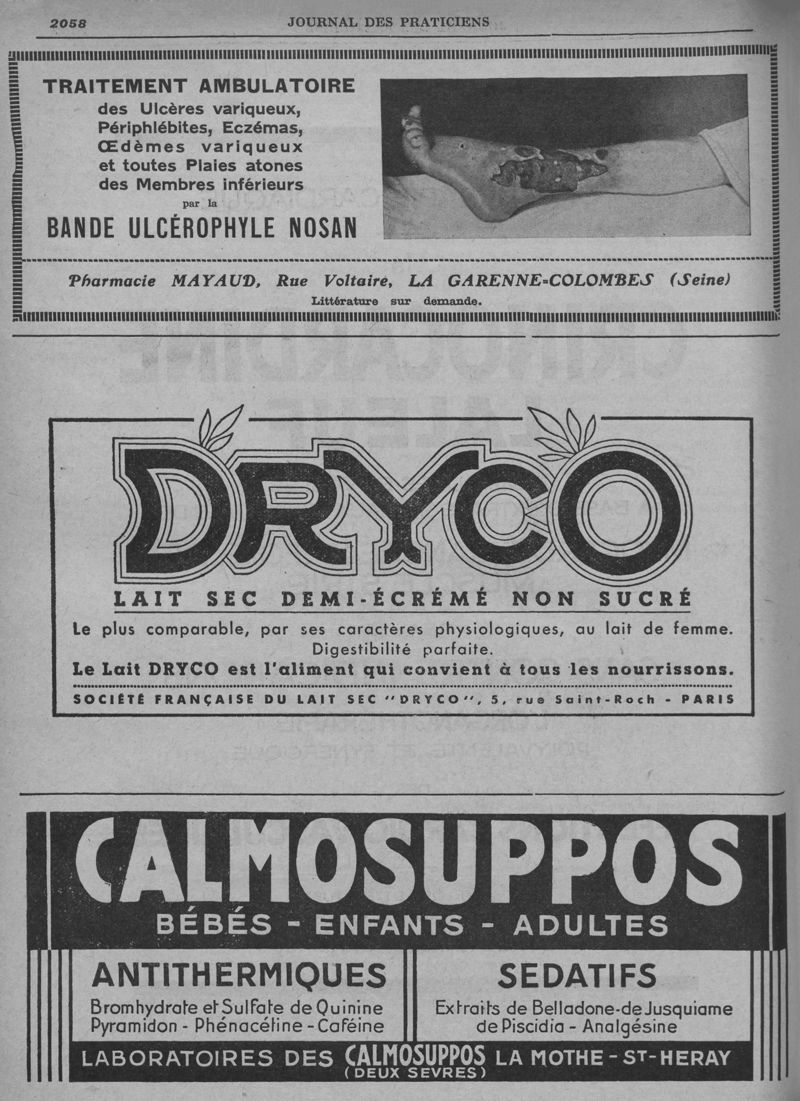 2058
JOURNAL DES PRATICIENS
TRAITEMENT AMBULATOIRE
des Ulcères variqueux,
Périphlébites, Eczémas,
Œdèmes variqueux
et toutes Plaies atones
des Membres inférieurs
par la
BANDE ULCÉROPHYLE NOSAN
Pharmacie MAYAUD, Rue Voltaire, LA GARENNE-COLOMBES (Seine)
Littérature sur demande.
DRYCO
LAIT SEC DEMI-ÉCRÉMÉ NON SUCRÉ
Le plus comparable, par ses caractères physiologiques, au lait de femme.
Digestibilité parfaite.
Le Lait DRYCO est l'aliment qui convient à tous les nourrissons.
SOCIÉTÉ FRANÇAISE DU LAIT SEC "DRYCO", 5, rue Saint-Roch - PARIS
CALMOSUPPOS
BÉBÉS - ENFANTS - ADULTES
ANTITHERMIQUES
Bromhydrate et Sulfate de Quinine
Pyramidon - Phénacétine - Caféine
SEDATIFS
Extraits de Belladone-de Jusquiame
de Piscidia - Analgésine
LABORATOIRES DES CALMOSUPPOS LA MOTHE-ST-HERAY
(DEUX SEVRES)